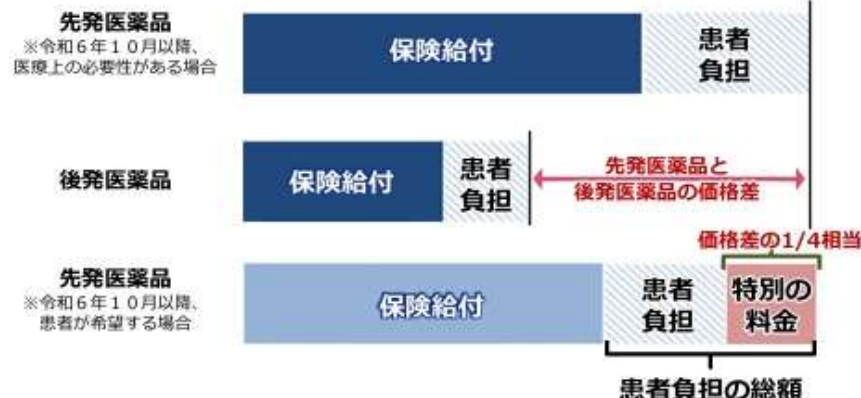 先発医薬品
※令和６年１０月以降、
医療上の必要性がある場合
保険給付
患者
負担
後発医薬品
保険給付
患者
負担
先発医薬品と
後発医薬品の価格差
価格差の1/4相当
先発医薬品
※令和６年１０月以降、
患者が希望する場合
保険給付
患者
負担
特別の
料金
患者負担の総額